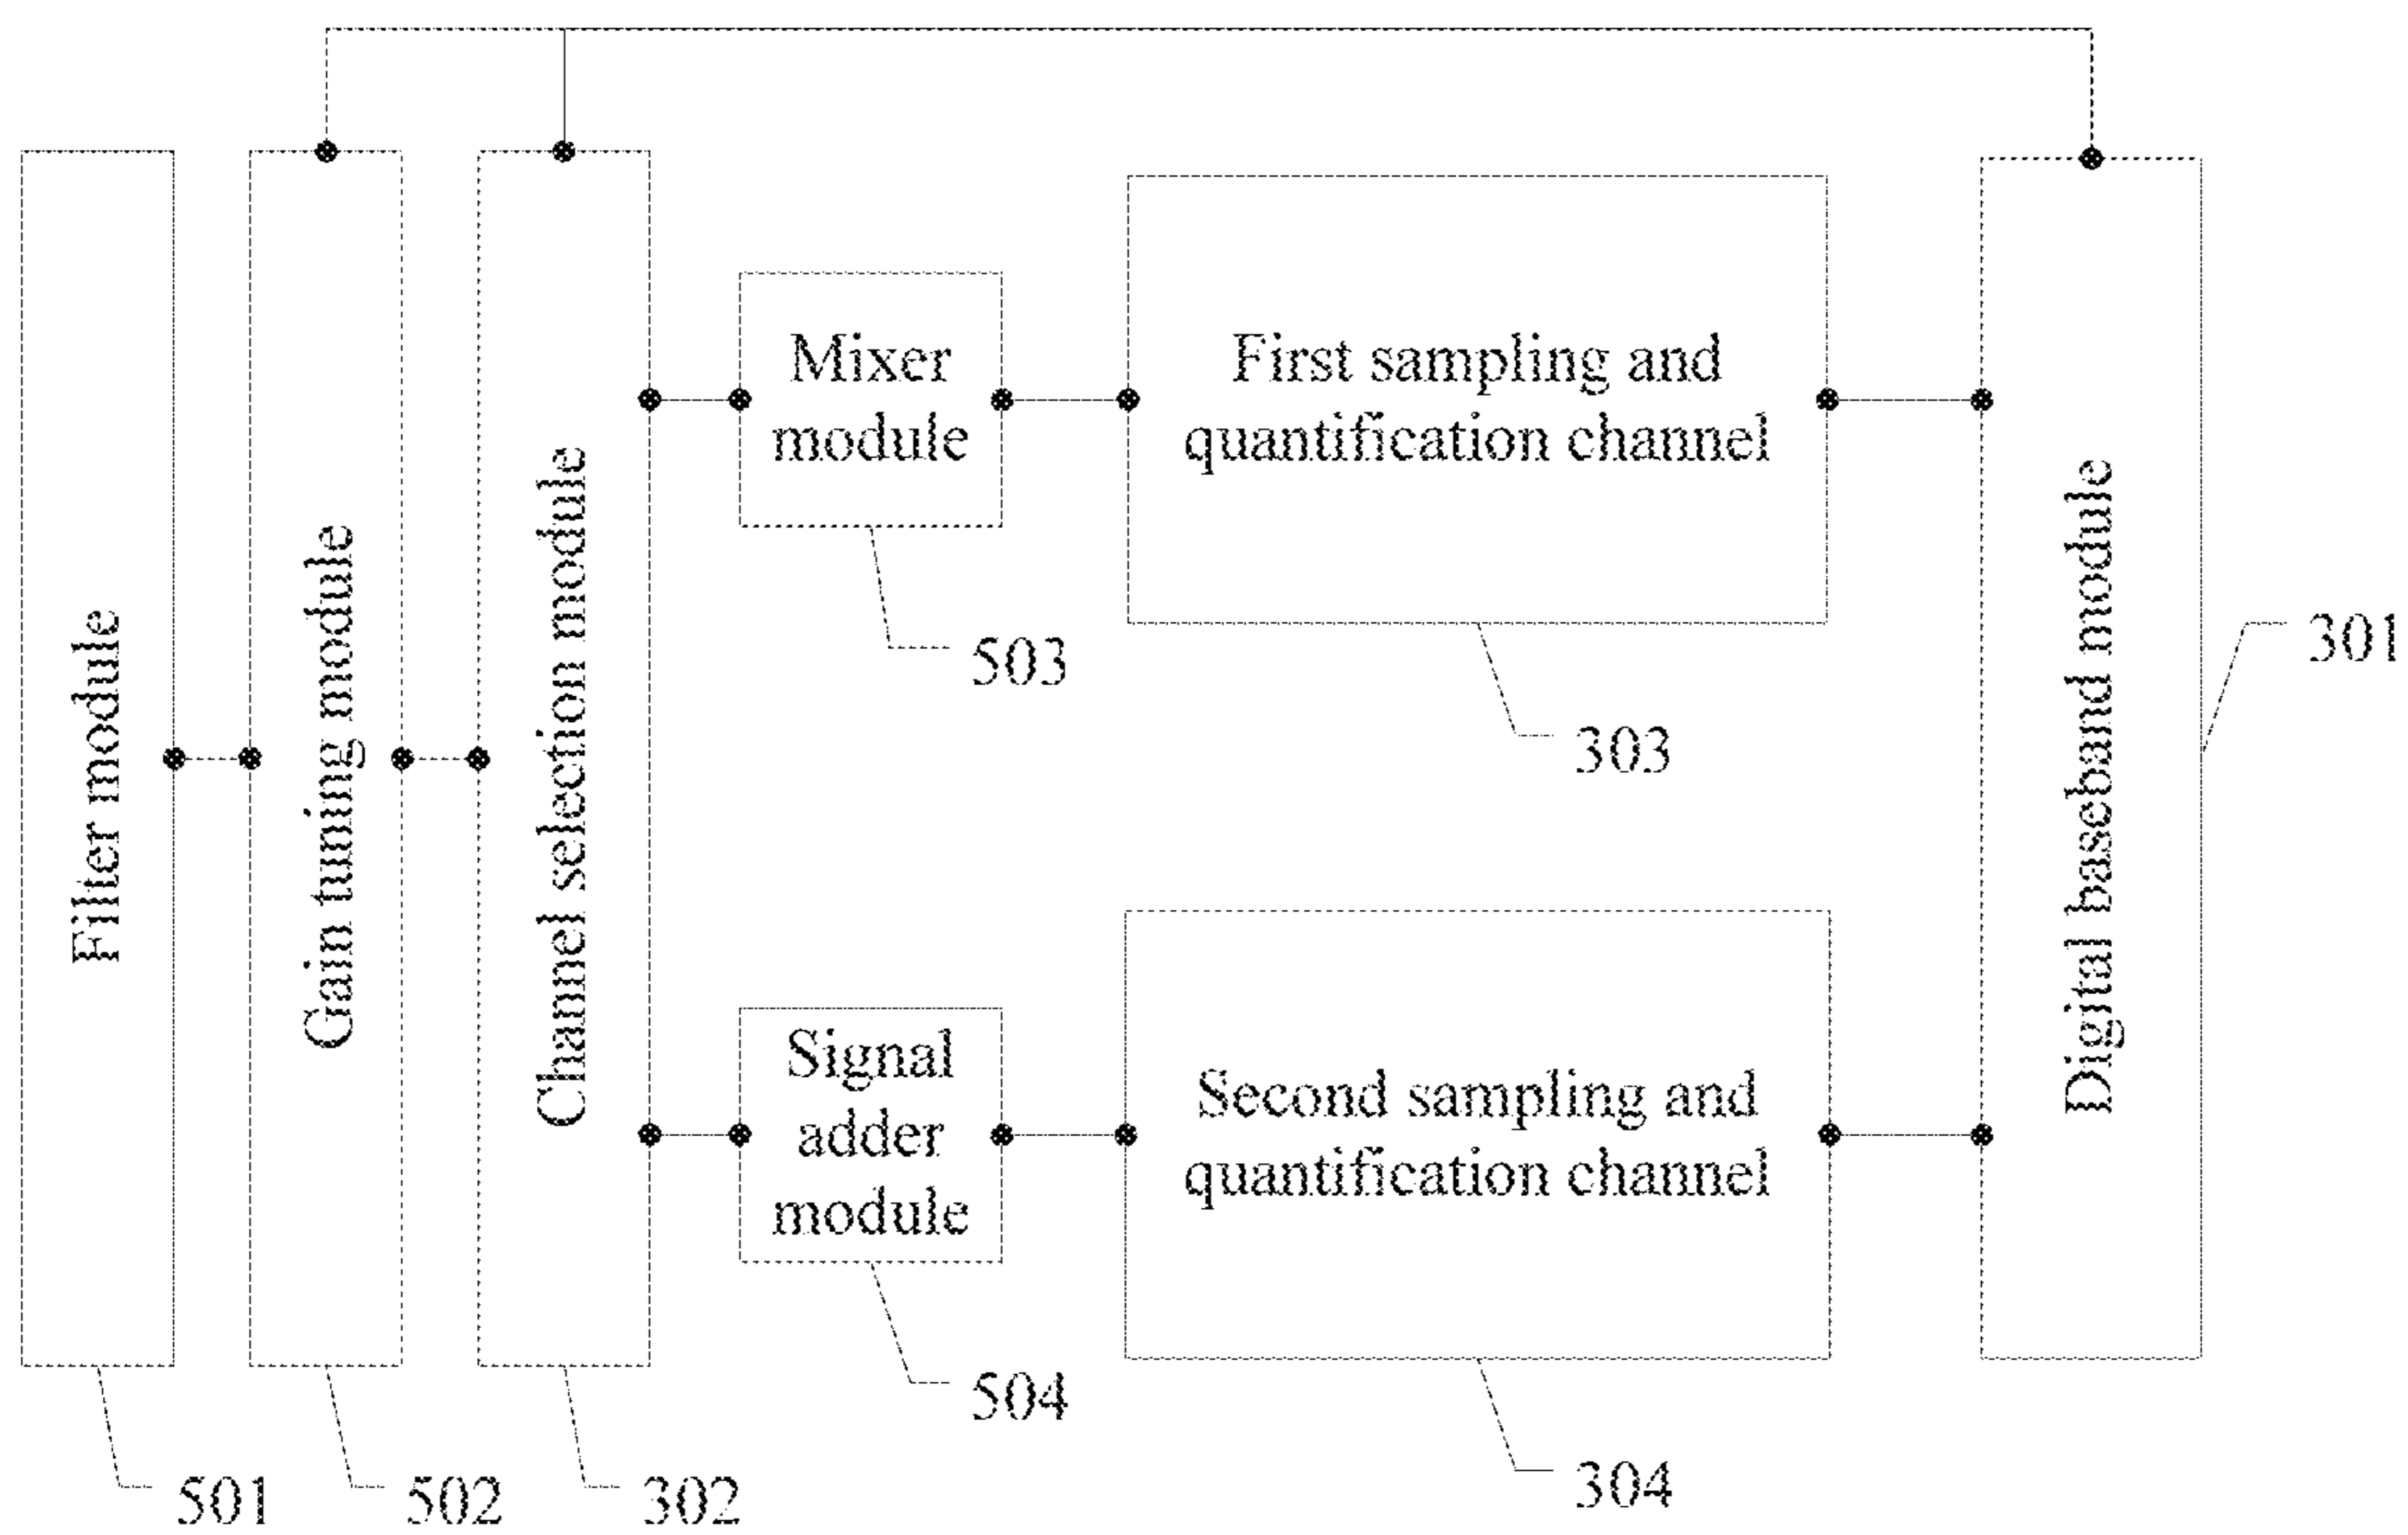 Filter module
Gain tuning module
Channel selection module
Mixer
module
First sampling and
quantification channel
Digital baseband module
503
303
301
Signal
adder
module
Second sampling and
quantification channel
504
304
501
502
302